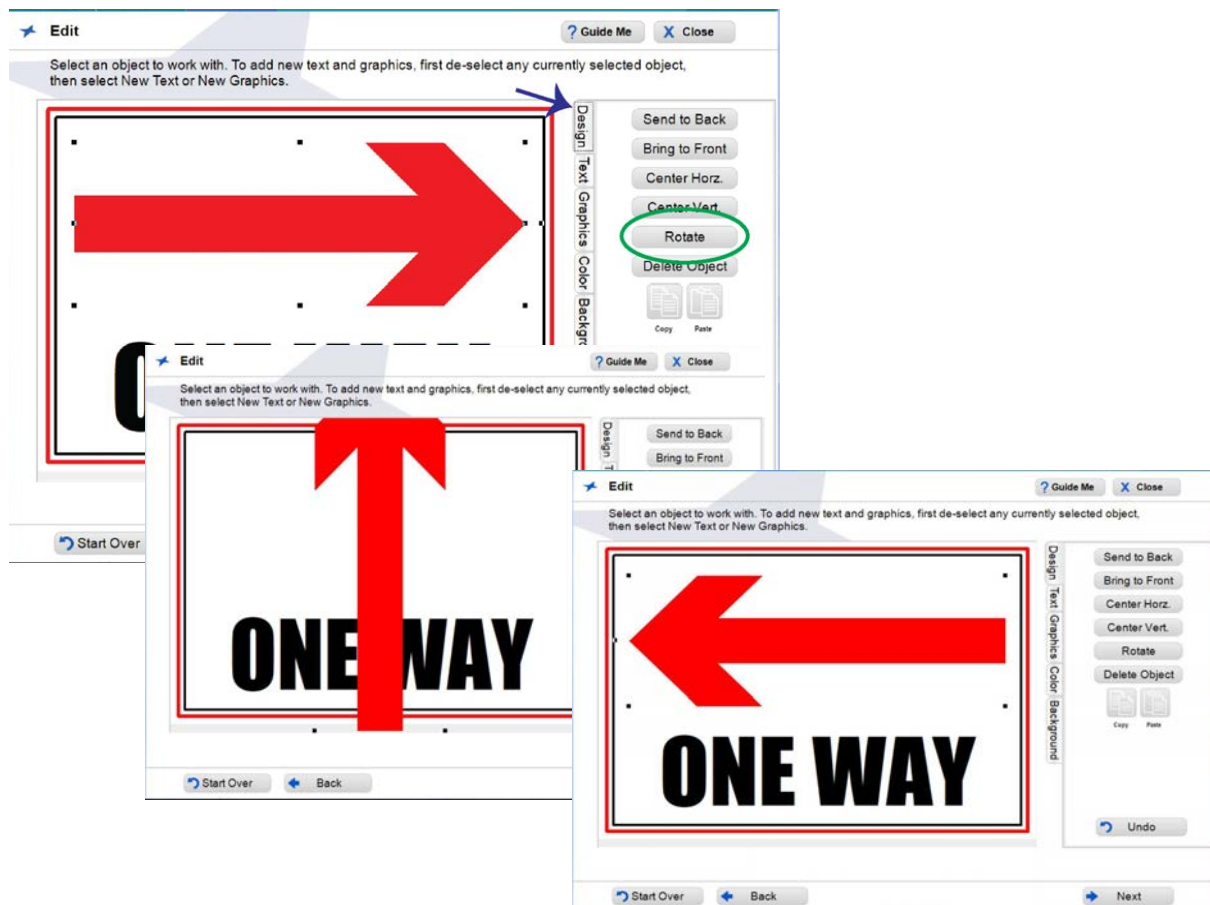 Edit
? Guide Me
X Close
Select an object to work with. To add new text and graphics, first de-select any currently selected object,
then select New Text or New Graphics.
Design
Text
Graphics
Color
Send to Back
Bring to Front
Center Horz.
Center Vert.
Rotate
Delete Object
Copy
Paste
Start Over
Edit
? Guide Me
X Close
Select an object to work with. To add new text and graphics, first de-select any currently selected object,
then select New Text or New Graphics.
Design
Send to Back
Bring to Front
ONE WAY
Start Over
Back
Edit
? Guide Me
X Close
Select an object to work with. To add new text and graphics, first de-select any currently selected object,
then select New Text or New Graphics.
Design
Text
Graphics
Color
Background
Send to Back
Bring to Front
Center Horz.
Center Vert.
Rotate
Delete Object
Copy
Paste
ONE WAY
Undo
Start Over
Back
Next